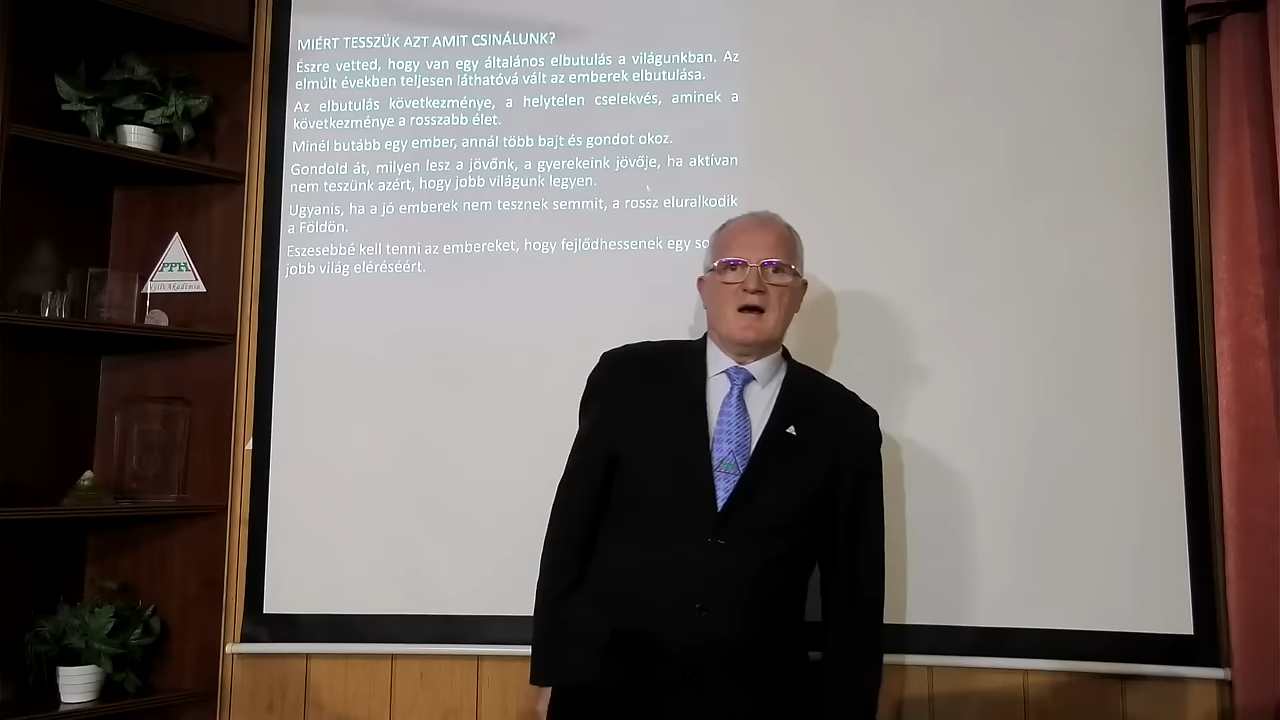 MIÉRT TESSZÜK AZT AMIT CSINÁLUNK?
Észre vetted, hogy van egy általános elbutulás a világunkban. Az
elmúlt években teljesen láthatóvá vált az emberek elbutulása.
Az elbutulás következménye, a helytelen cselekvés, aminek a
következménye a rosszabb élet.
Minél butább egy ember, annál több bajt és gondot okoz.
Gondold át, milyen lesz a jövőnk, a gyerekeink jövője, ha aktívan
nem teszünk azért, hogy jobb világunk legyen.
Ugyanis, ha a jó emberek nem tesznek semmit, a rossz eluralkodik
a Földön.
Eszesebbé kell tenni az embereket, hogy fejlődhessenek egy
jobb világ eléréséért.
PPH
Nyílt Akadémia